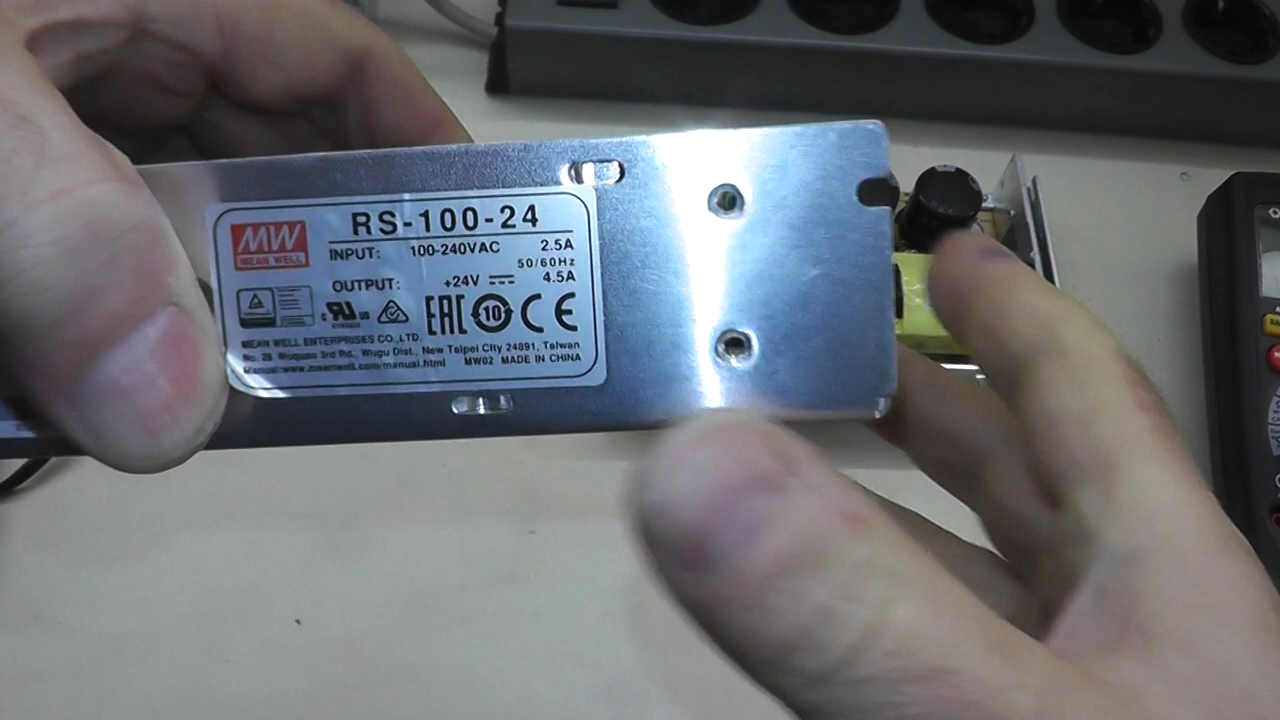 MW
MEAN WELL
RS-100-24
INPUT: 100-240VAC 2.5A
50/60Hz
OUTPUT: +24V 4.5A
c RU us EAC 10 CE
MEAN WELL ENTERPRISES CO.,LTD.
No. 28 Wuquan 3rd Rd., Wugu Dist., New Taipei City 24891, Taiwan
Manual:www.meanwell.com/manual.html MW02 MADE IN CHINA